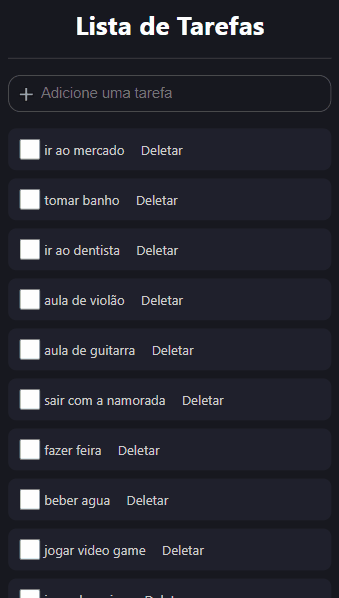 Lista de Tarefas
Adicione uma tarefa
ir ao mercado Deletar
tomar banho Deletar
ir ao dentista Deletar
aula de violão Deletar
aula de guitarra Deletar
sair com a namorada Deletar
fazer feira Deletar
beber agua Deletar
jogar video game Deletar
Deletar